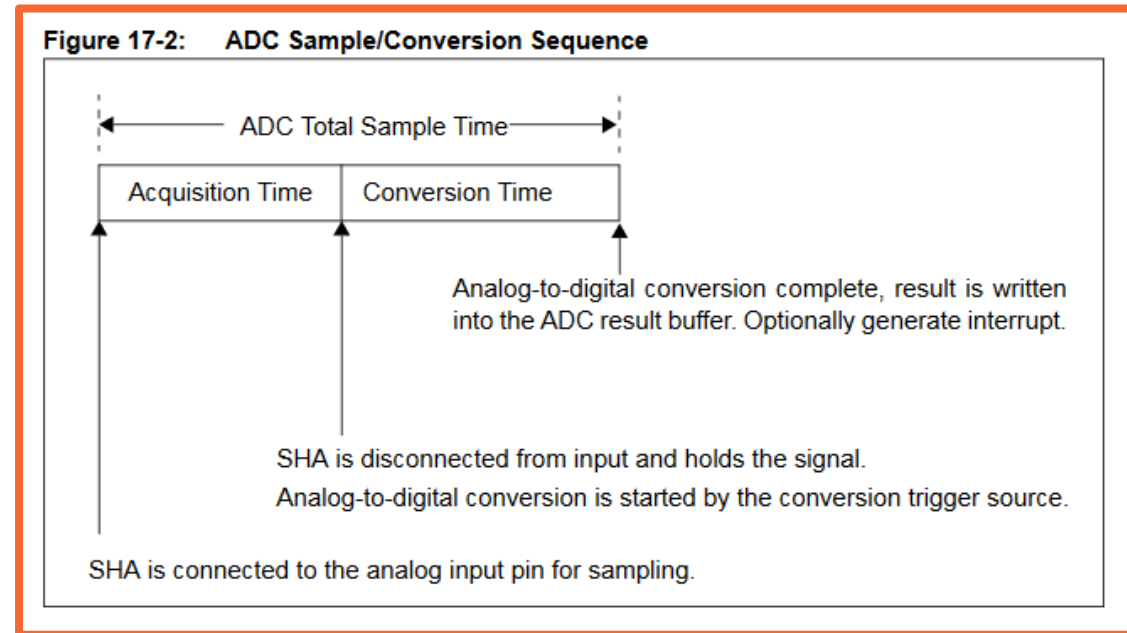 Figure 17-2: ADC Sample/Conversion Sequence
ADC Total Sample Time
Acquisition Time
Conversion Time
Analog-to-digital conversion complete, result is written
into the ADC result buffer. Optionally generate interrupt.
SHA is disconnected from input and holds the signal.
Analog-to-digital conversion is started by the conversion trigger source.
SHA is connected to the analog input pin for sampling.